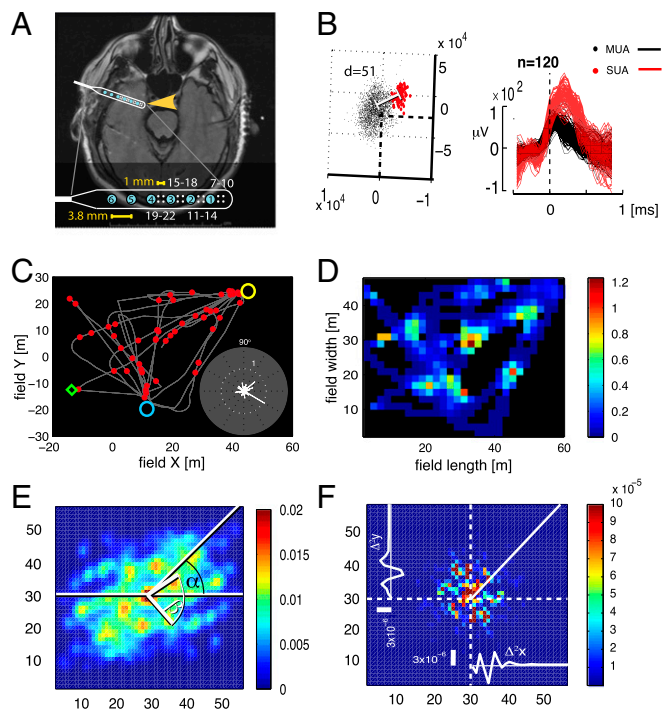 A
1 mm 15-18 7-10
6 5 4 3 2 1
3.8 mm 19-22 11-14
B
x 10⁴
d=51
5
0
-5
1 0 -1
x 10⁴
n=120
MUA
SUA
x 10²
1
µV
0
-1
0 1 [ms]
C
30
20
10
0
-10
-20
-30
field Y [m]
90°
1
-20 0 20 40 60
field X [m]
D
field width [m]
40
30
20
10
20 40 60
field length [m]
1.2
1
0.8
0.6
0.4
0.2
0
E
50
40
30
20
10
α
β
10 20 30 40 50
0.02
0.015
0.01
0.005
0
F
50
40
30
20
10
Δ²y
3x10⁻⁶
3x10⁻⁶
Δ²x
10 20 30 40 50
x 10⁻⁵
10
9
8
7
6
5
4
3
2
1